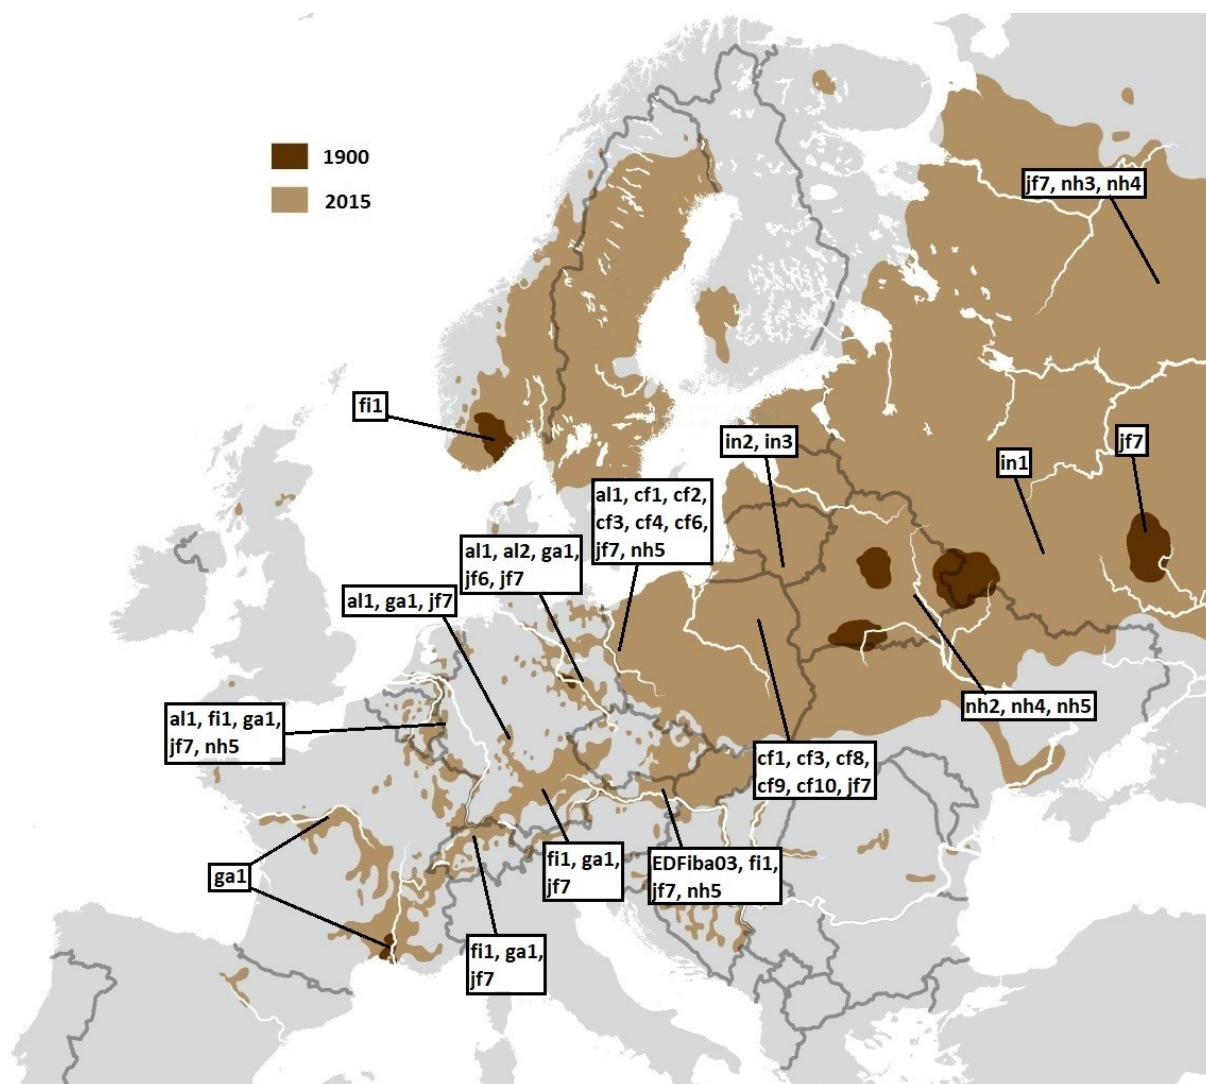 1900
2015
jf7, nh3, nh4
fi1
in2, in3
in1
jf7
al1, cf1, cf2,
cf3, cf4, cf6,
jf7, nh5
al1, al2, ga1,
jf6, jf7
al1, ga1, jf7
al1, fi1, ga1,
jf7, nh5
nh2, nh4, nh5
cf1, cf3, cf8,
cf9, cf10, jf7
ga1
fi1, ga1,
jf7
EDFiba03, fi1,
jf7, nh5
fi1, ga1,
jf7